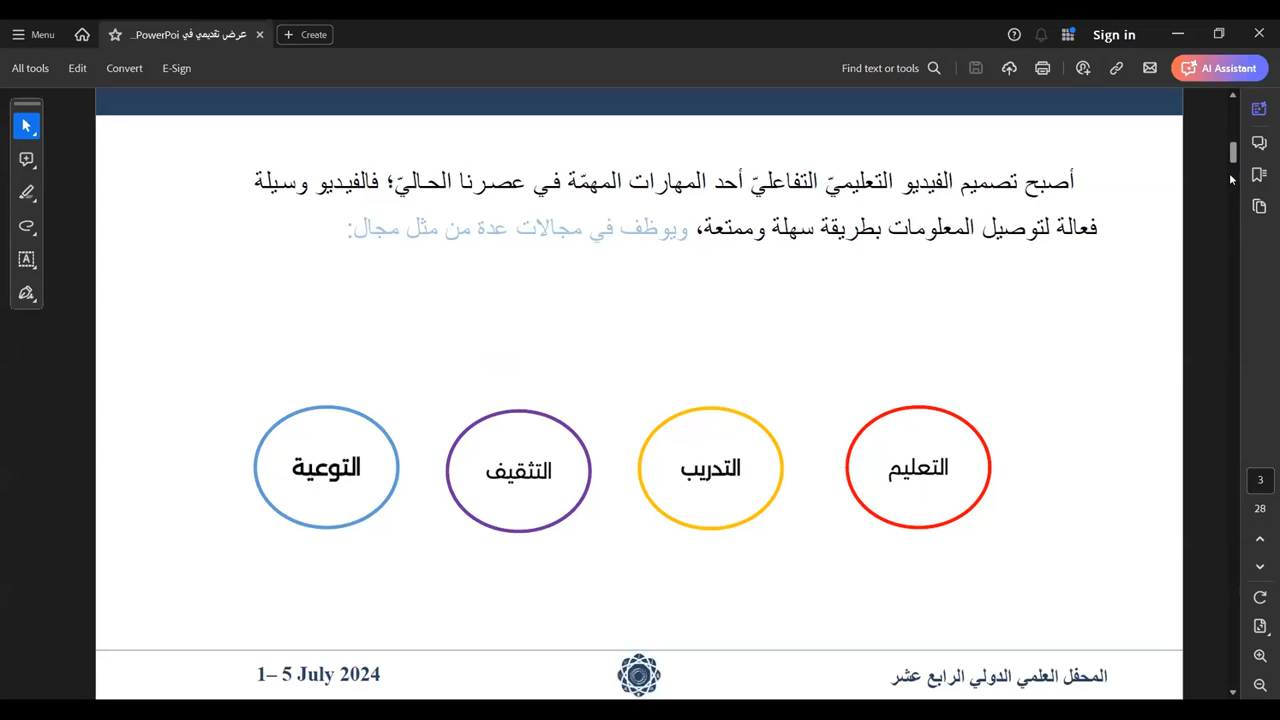 Menu
عرض تقديمي في PowerPoi...
Create
Sign in
All tools
Edit
Convert
E-Sign
Find text or tools
AI Assistant
أصبح تصميم الفيديو التعليميّ التفاعليّ أحد المهارات المهمّة في عصرنا الحاليّ؛ فالفيديو وسيلة
فعالة لتوصيل المعلومات بطريقة سهلة وممتعة، ويوظف في مجالات عدة من مثل مجال:
التعليم
التدريب
التثقيف
التوعية
3
28
المحفل العلمي الدولي الرابع عشر
1– 5 July 2024